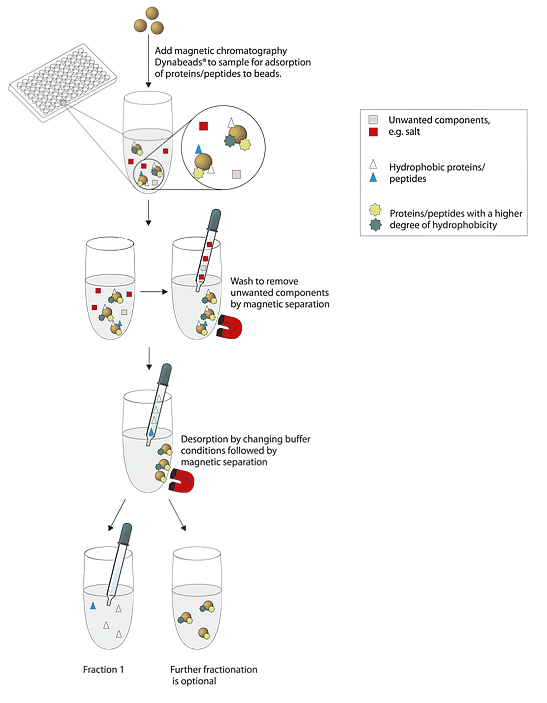 Add magnetic chromatography
Dynabeads® to sample for adsorption
of proteins/peptides to beads.
Unwanted components,
e.g. salt
Hydrophobic proteins/
peptides
Proteins/peptides with a higher
degree of hydrophobicity
Wash to remove
unwanted components
by magnetic separation
Desorption by changing buffer
conditions followed by
magnetic separation
Fraction 1
Further fractionation
is optional